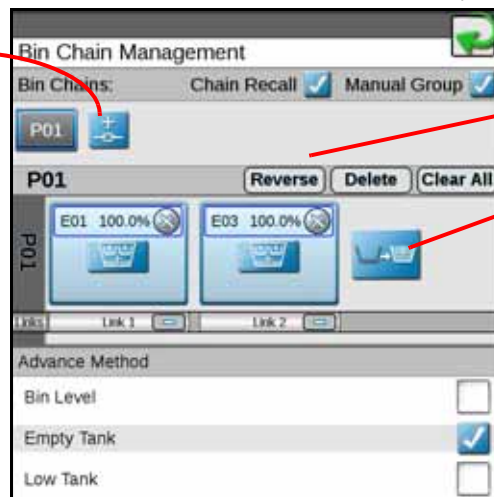 Bin Chain Management
Bin Chains: Chain Recall Manual Group
P01
P01 Reverse Delete Clear All
P01
E01 100.0% E03 100.0%
Links Link 1 Link 2
Advance Method
Bin Level
Empty Tank
Low Tank